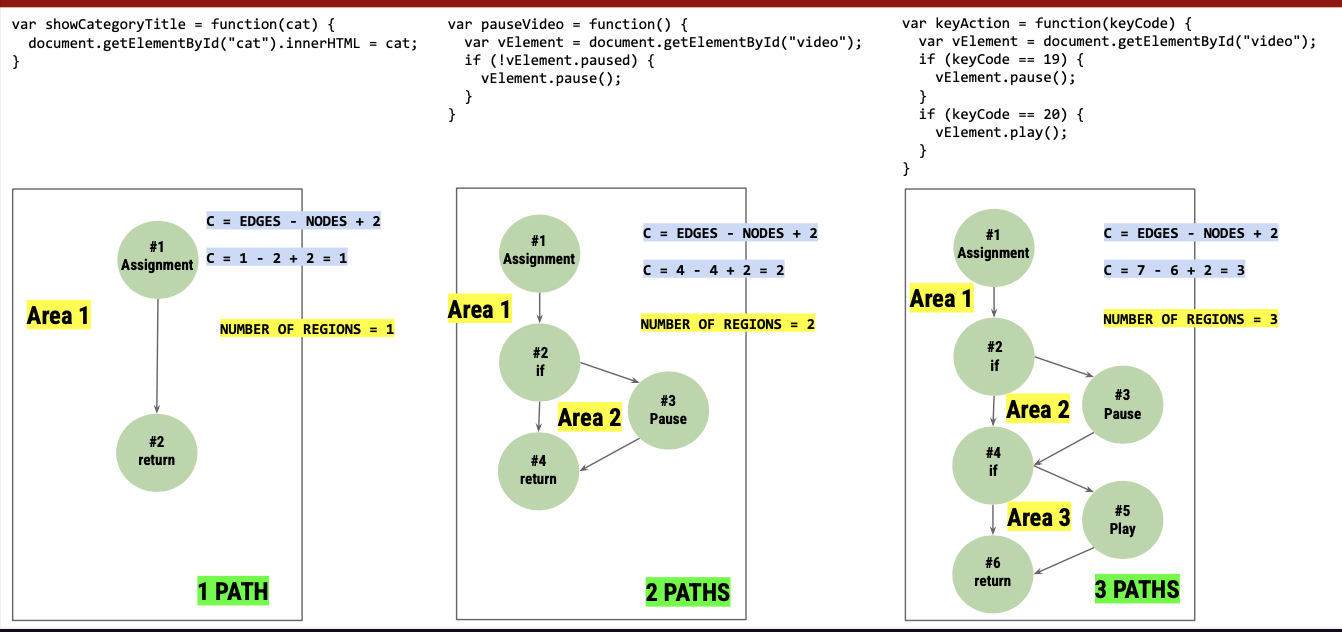 var showCategoryTitle = function(cat) {
  document.getElementById("cat").innerHTML = cat;
}
C = EDGES - NODES + 2
#1
Assignment
C = 1 - 2 + 2 = 1
Area 1
NUMBER OF REGIONS = 1
#2
return
1 PATH
var pauseVideo = function() {
  var vElement = document.getElementById("video");
  if (!vElement.paused) {
    vElement.pause();
  }
}
#1
Assignment
C = EDGES - NODES + 2
C = 4 - 4 + 2 = 2
Area 1
NUMBER OF REGIONS = 2
#2
if
#3
Pause
Area 2
#4
return
2 PATHS
var keyAction = function(keyCode) {
  var vElement = document.getElementById("video");
  if (keyCode == 19) {
    vElement.pause();
  }
  if (keyCode == 20) {
    vElement.play();
  }
}
#1
Assignment
C = EDGES - NODES + 2
C = 7 - 6 + 2 = 3
Area 1
NUMBER OF REGIONS = 3
#2
if
#3
Pause
Area 2
#4
if
#5
Play
Area 3
#6
return
3 PATHS